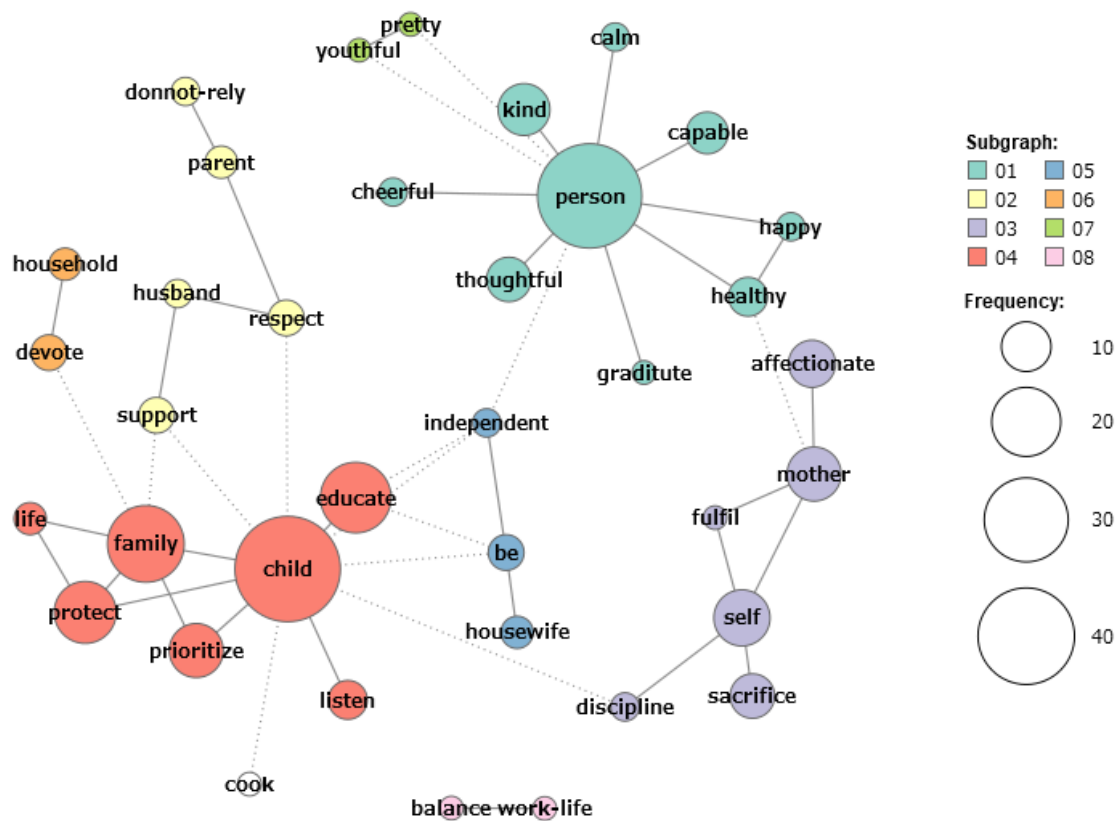 pretty
youthful
calm
donnot-rely
kind
capable
parent
cheerful
person
happy
household
thoughtful
husband
healthy
respect
devote
affectionate
graditute
support
independent
mother
educate
fulfil
life
family
be
child
protect
self
housewife
prioritize
sacrifice
listen
discipline
cook
balance work-life
Subgraph:
01 05
02 06
03 07
04 08
Frequency:
10
20
30
40